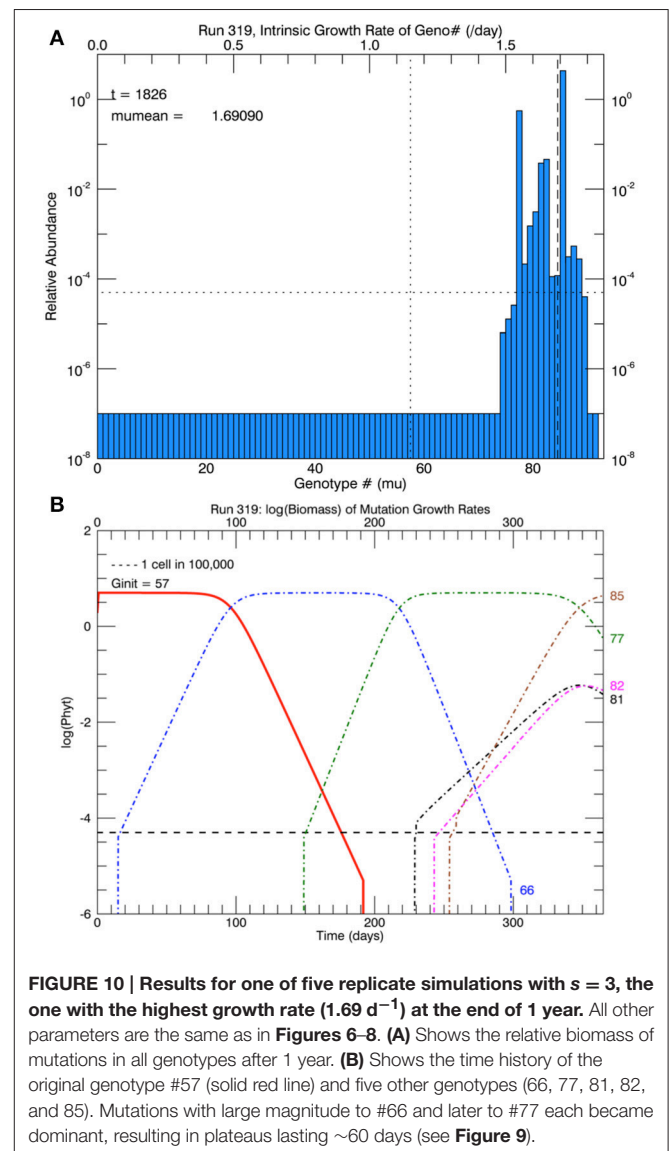 A
Run 319, Intrinsic Growth Rate of Geno# (/day)
0.0 0.5 1.0 1.5
t = 1826
mumean = 1.69090
10^0 10^0
10^-2 10^-2
10^-4 10^-4
10^-6 10^-6
10^-8 10^-8
Relative Abundance
0 20 40 60 80
Genotype # (mu)
B
Run 319: log(Biomass) of Mutation Growth Rates
0 100 200 300
---- 1 cell in 100,000
Ginit = 57
2
0
-2
-4
-6
log(Phyt)
85
77
82
81
66
0 100 200 300
Time (days)
FIGURE 10 | Results for one of five replicate simulations with s = 3, the
one with the highest growth rate (1.69 d⁻¹) at the end of 1 year. All other
parameters are the same as in Figures 6–8. (A) Shows the relative biomass of
mutations in all genotypes after 1 year. (B) Shows the time history of the
original genotype #57 (solid red line) and five other genotypes (66, 77, 81, 82,
and 85). Mutations with large magnitude to #66 and later to #77 each became
dominant, resulting in plateaus lasting ~60 days (see Figure 9).